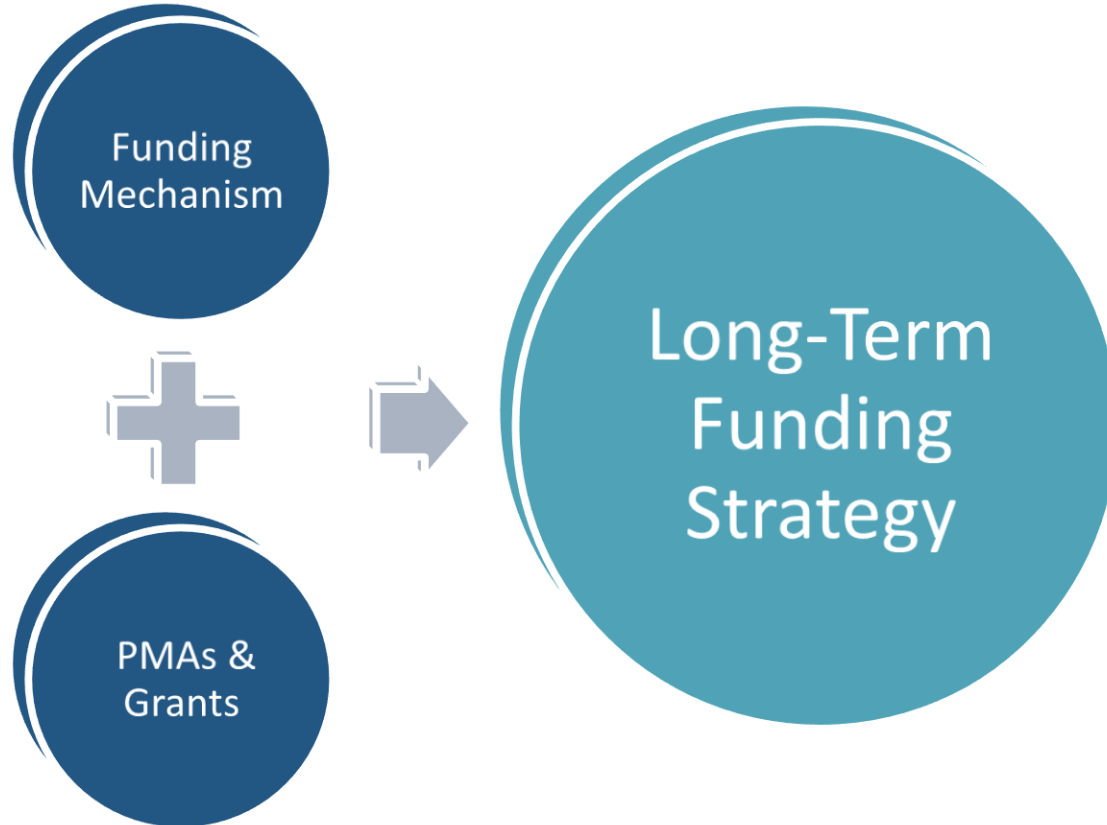 Funding
Mechanism
PMAs &
Grants
Long-Term
Funding
Strategy